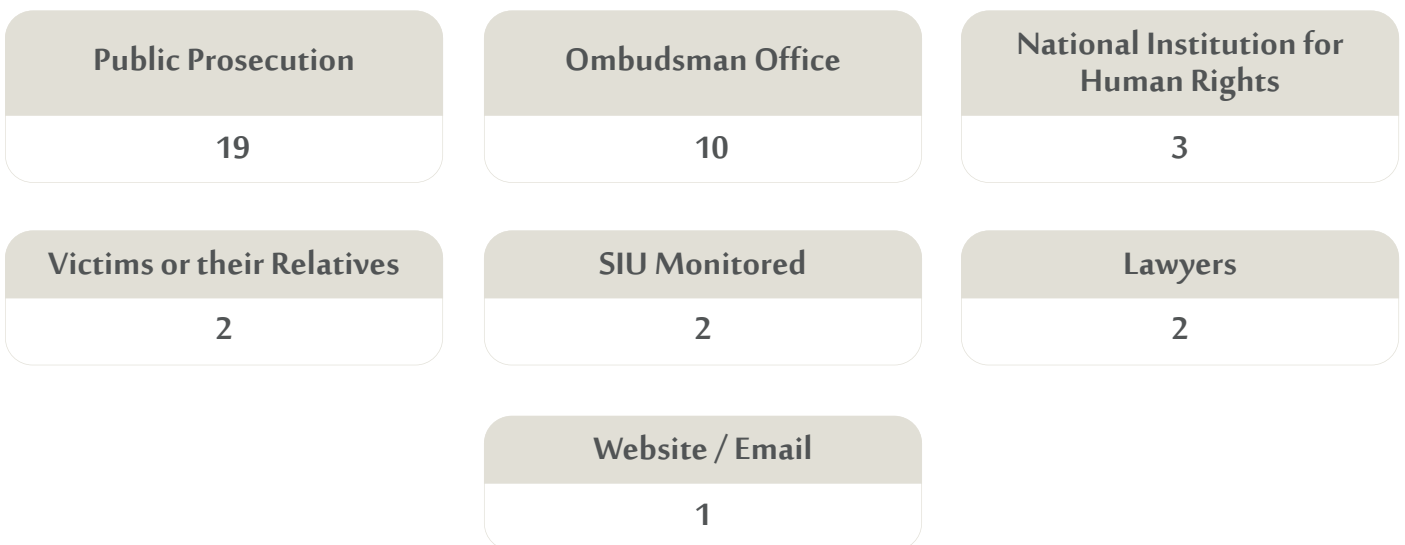 Public Prosecution
19
Ombudsman Office
10
National Institution for
Human Rights
3
Victims or their Relatives
2
SIU Monitored
2
Lawyers
2
Website / Email
1